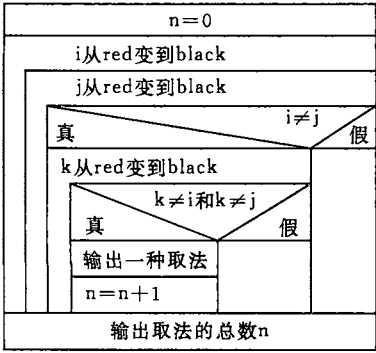 n=0
i从red变到black
j从red变到black
i≠j
真 假
k从red变到black
k≠i和k≠j
真 假
输出一种取法
n=n+1
输出取法的总数n